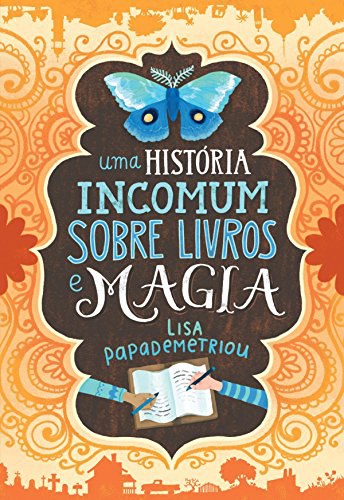 uma HISTÓRIA
INCOMUM
SOBRE LIVROS
e MAGIA
LISA
PAPADEMETRIOU